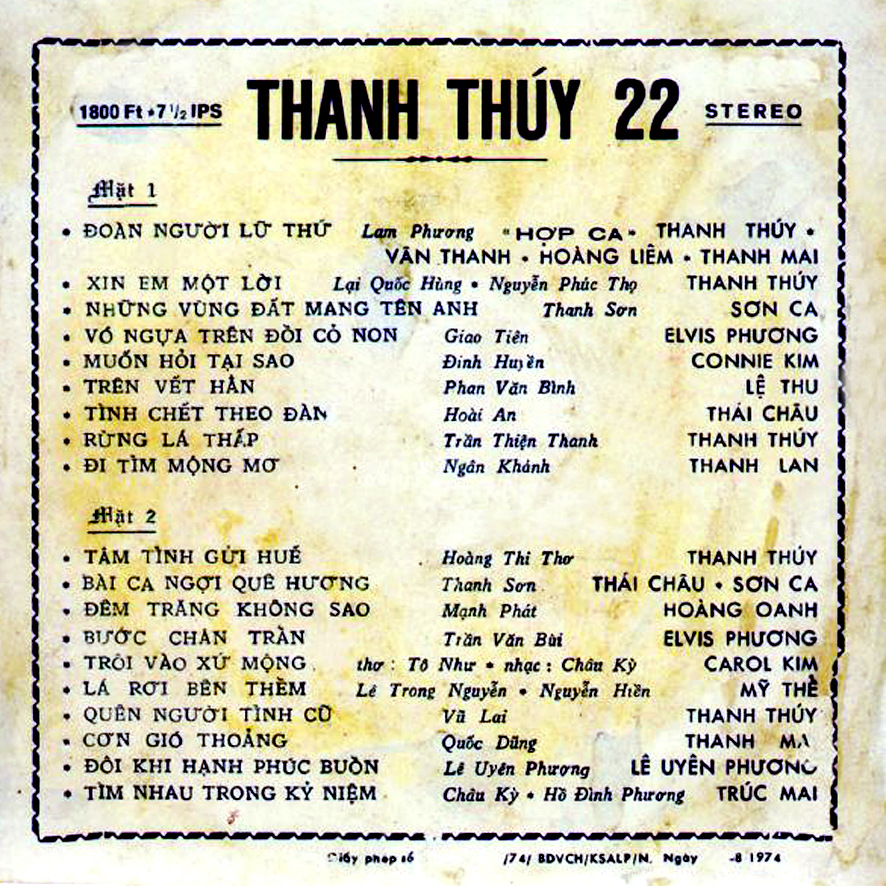 1800 Ft • 7 1/2 IPS THANH THÚY 22 STEREO
Mặt 1
• ĐOÀN NGƯỜI LỮ THỨ Lam Phương "HỢP CA" THANH THÚY •
VÂN THANH • HOÀNG LIÊM • THANH MAI
• XIN EM MỘT LỜI Lại Quốc Hùng • Nguyễn Phúc Thọ THANH THÚY
• NHỮNG VÙNG ĐẤT MANG TÊN ANH Thanh Sơn SƠN CA
• VÓ NGỰA TRÊN ĐỒI CỎ NON Giao Tiên ELVIS PHƯƠNG
• MUỐN HỎI TẠI SAO Đinh Huyền CONNIE KIM
• TRÊN VẾT HẰN Phan Văn Bình LỆ THU
• TÌNH CHẾT THEO ĐÀN Hoài An THÁI CHÂU
• RỪNG LÁ THẤP Trần Thiện Thanh THANH THÚY
• ĐI TÌM MỘNG MƠ Ngân Khánh THANH LAN
Mặt 2
• TÂM TÌNH GỬI HUẾ Hoàng Thi Thơ THANH THÚY
• BÀI CA NGỢI QUÊ HƯƠNG Thanh Sơn THÁI CHÂU • SƠN CA
• ĐÊM TRĂNG KHÔNG SAO Mạnh Phát HOÀNG OANH
• BƯỚC CHÂN TRẦN Trần Văn Bùi ELVIS PHƯƠNG
• TRÔI VÀO XỨ MỘNG thơ : Tô Như • nhạc : Châu Kỳ CAROL KIM
• LÁ RƠI BÊN THỀM Lê Trong Nguyễn • Nguyễn Hiền MỸ THỂ
• QUÊN NGƯỜI TÌNH CŨ Vũ Lai THANH THÚY
• CƠN GIÓ THOẢNG Quốc Dũng THANH
• ĐÔI KHI HẠNH PHÚC BUỒN Lê Uyên Phương LÊ UYÊN PHƯƠNG
• TÌM NHAU TRONG KỶ NIỆM Châu Kỳ • Hồ Đình Phương TRÚC MAI
Giấy phép số /74/ BDVCH/KSALP/N. Ngày -8 1974